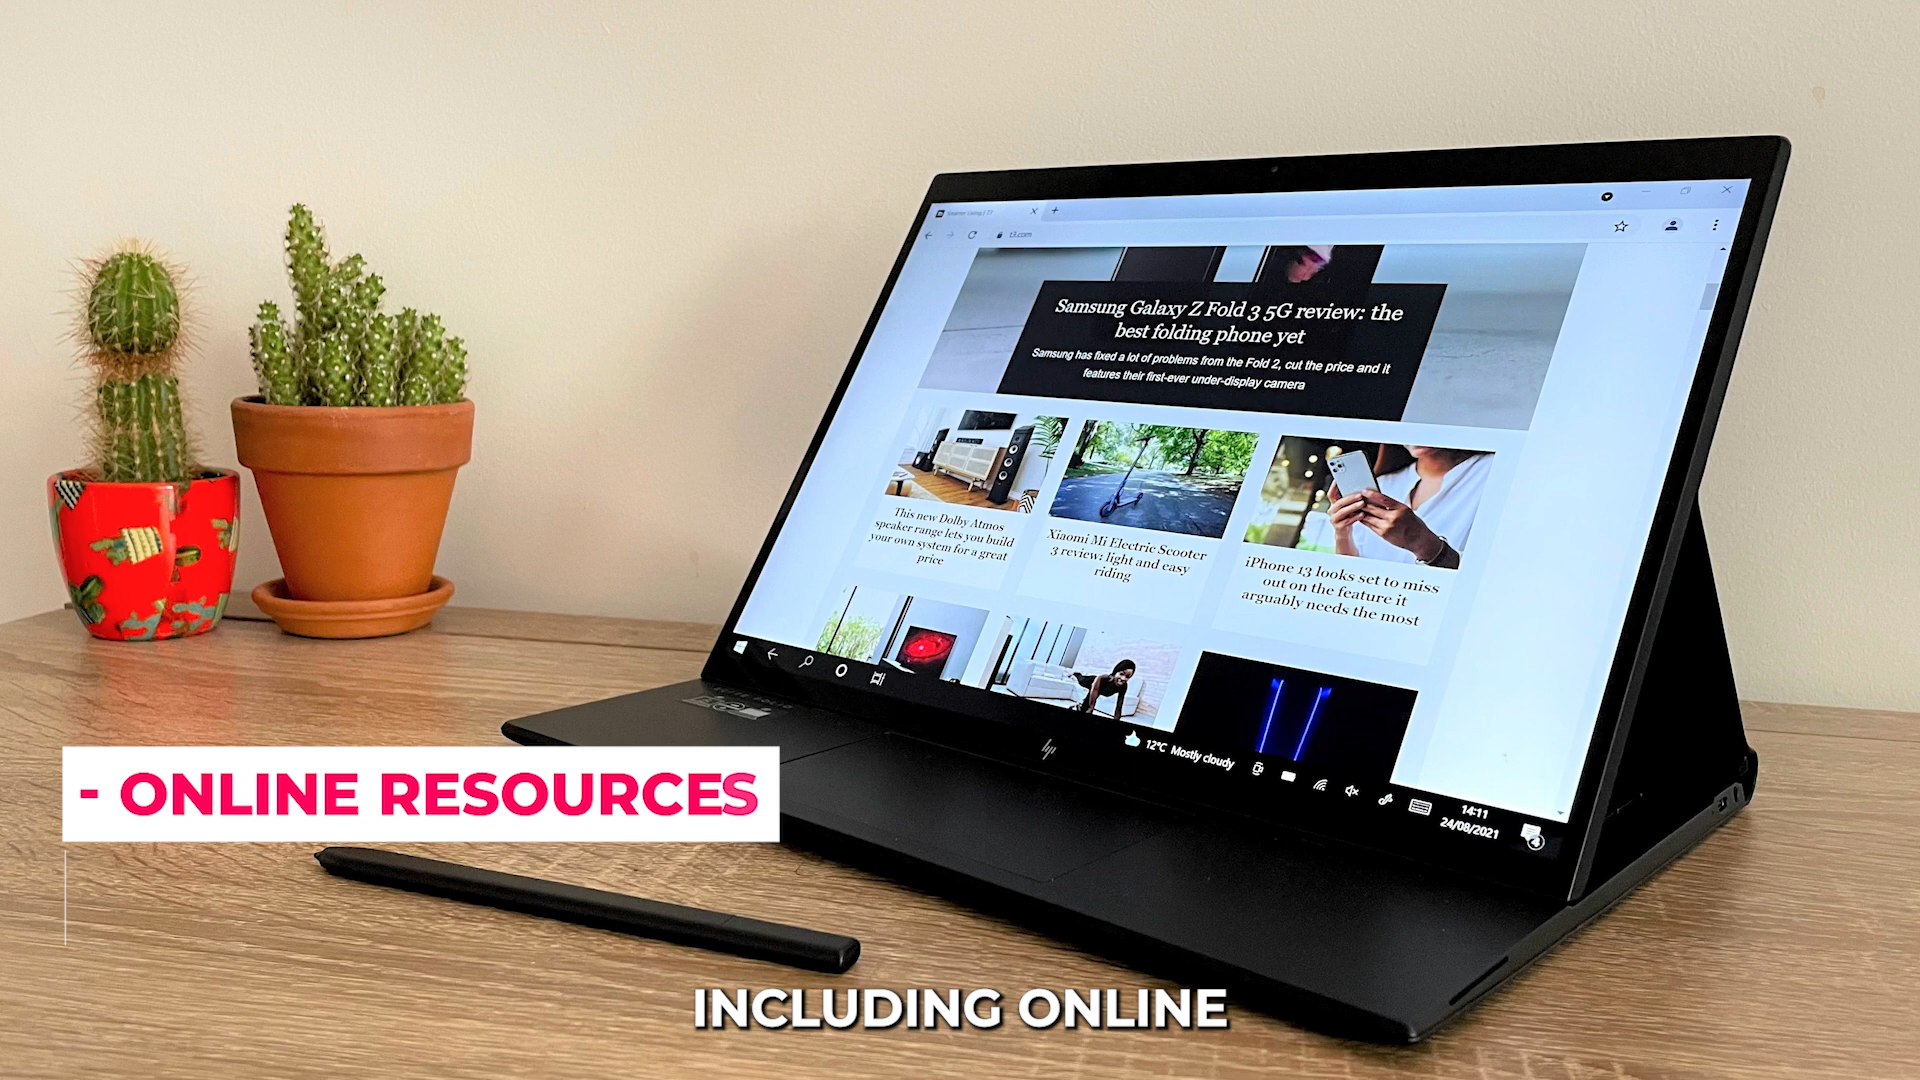 t3.com
Samsung Galaxy Z Fold 3 5G review: the
best folding phone yet
Samsung has fixed a lot of problems from the Fold 2, cut the price and it
features their first-ever under-display camera
This new Dolby Atmos
speaker range lets you build
your own system for a great
price
Xiaomi Mi Electric Scooter
3 review: light and easy
riding
iPhone 13 looks set to miss
out on the feature it
arguably needs the most
12°C Mostly cloudy
14:11
24/08/2021
4
hp
- ONLINE RESOURCES
INCLUDING ONLINE